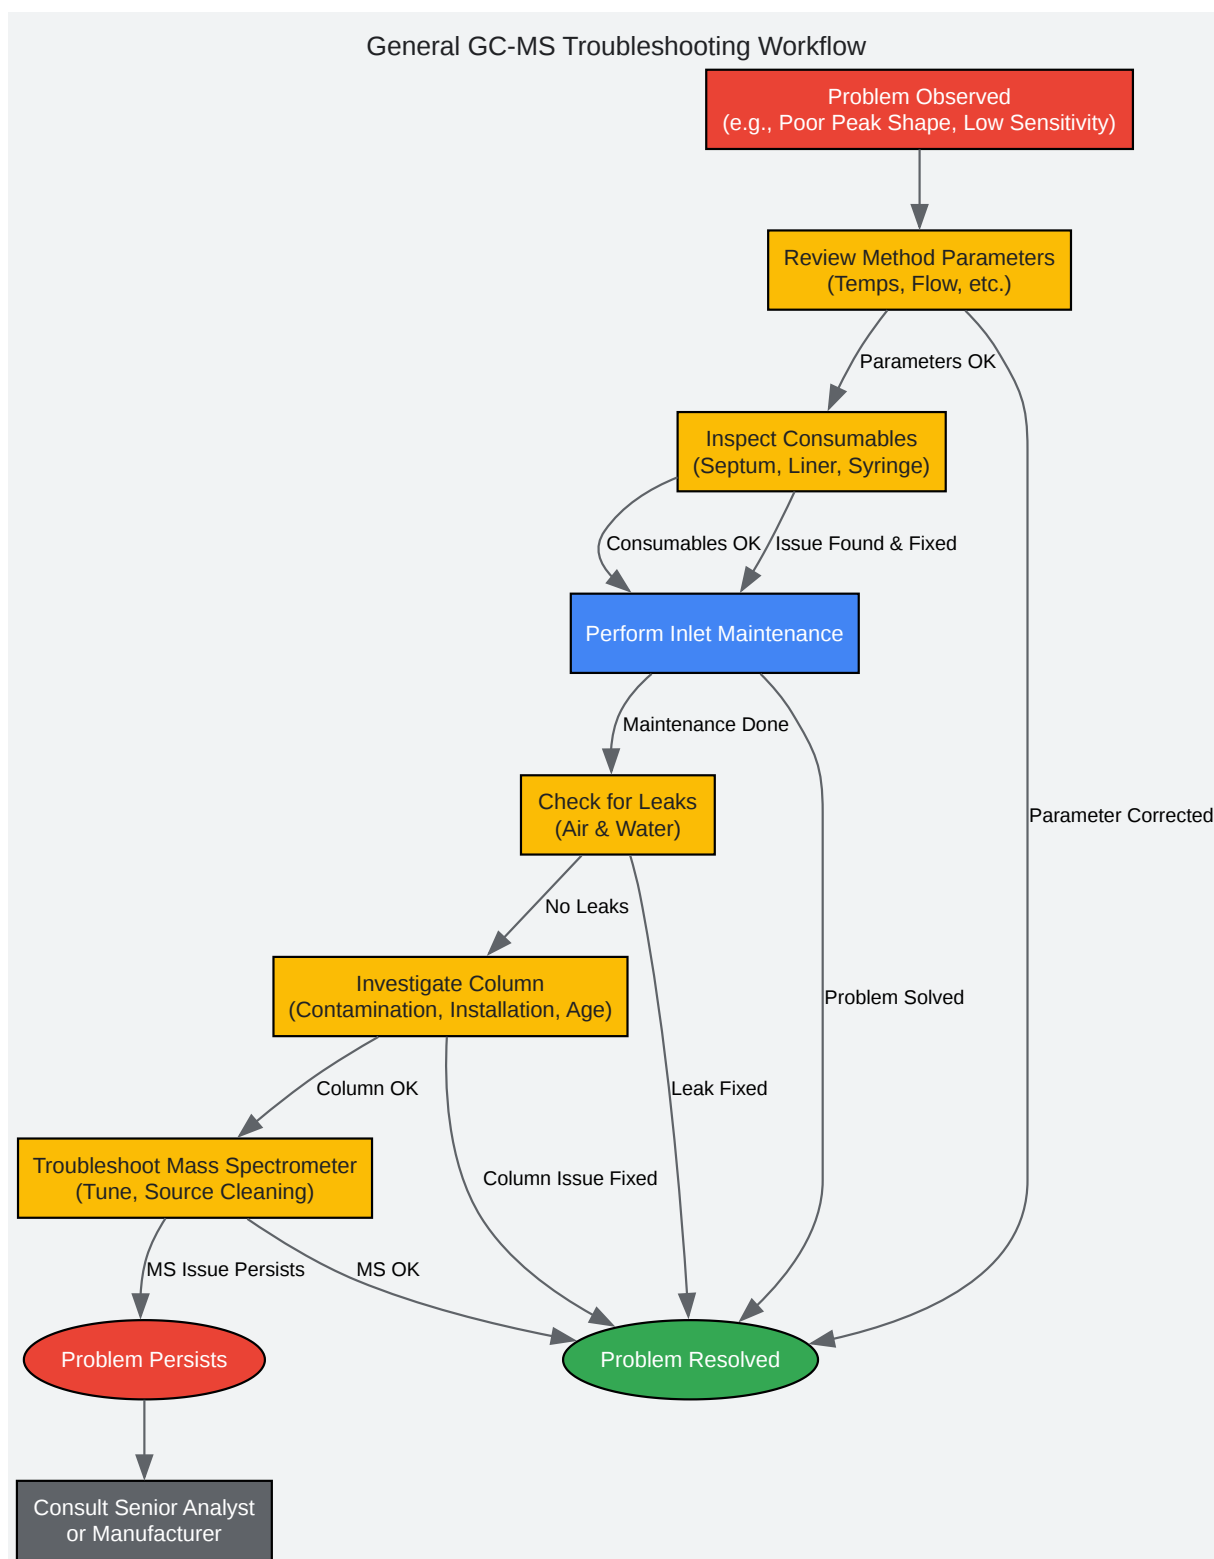 General GC-MS Troubleshooting Workflow
Problem Observed
(e.g., Poor Peak Shape, Low Sensitivity)
Review Method Parameters
(Temps, Flow, etc.)
Parameters OK
Inspect Consumables
(Septum, Liner, Syringe)
Consumables OK
Issue Found & Fixed
Perform Inlet Maintenance
Maintenance Done
Check for Leaks
(Air & Water)
Parameter Corrected
No Leaks
Investigate Column
(Contamination, Installation, Age)
Problem Solved
Column OK
Leak Fixed
Troubleshoot Mass Spectrometer
(Tune, Source Cleaning)
Column Issue Fixed
MS Issue Persists
MS OK
Problem Persists
Problem Resolved
Consult Senior Analyst
or Manufacturer